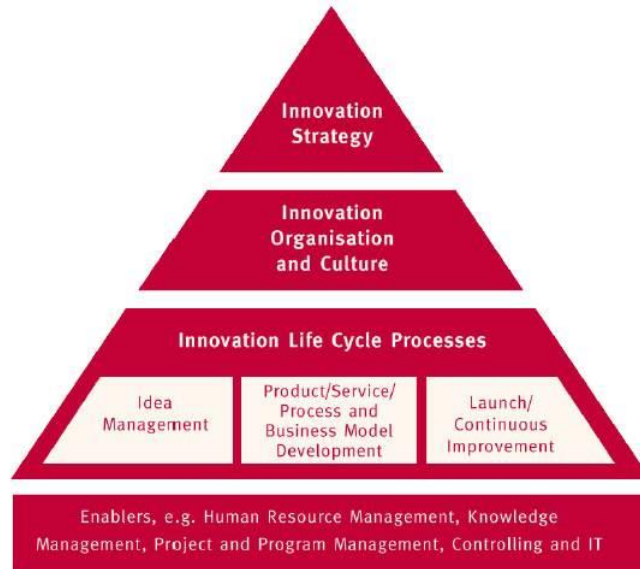 Innovation
Strategy
Innovation
Organisation
and Culture
Innovation Life Cycle Processes
Idea
Management
Product/Service/
Process and
Business Model
Development
Launch/
Continuous
Improvement
Enablers, e.g. Human Resource Management, Knowledge
Management, Project and Program Management, Controlling and IT